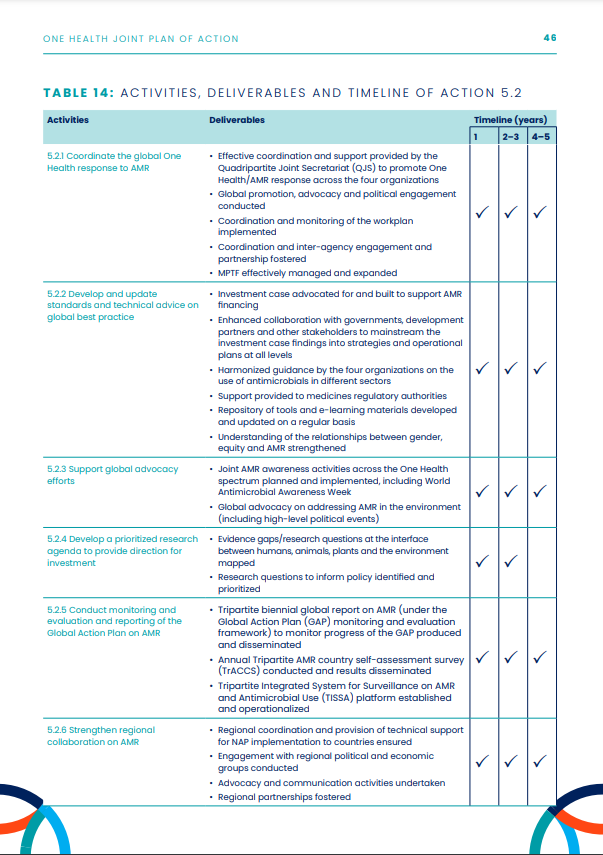 ONE HEALTH JOINT PLAN OF ACTION
46
TABLE 14: ACTIVITIES, DELIVERABLES AND TIMELINE OF ACTION 5.2
Activities
Deliverables
Timeline (years)
1
2–3
4–5
5.2.1 Coordinate the global One
Health response to AMR
• Effective coordination and support provided by the
Quadripartite Joint Secretariat (QJS) to promote One
Health/AMR response across the four organizations
• Global promotion, advocacy and political engagement
conducted
• Coordination and monitoring of the workplan
implemented
• Coordination and inter-agency engagement and
partnership fostered
• MPTF effectively managed and expanded
✓ ✓ ✓
5.2.2 Develop and update
standards and technical advice on
global best practice
• Investment case advocated for and built to support AMR
financing
• Enhanced collaboration with governments, development
partners and other stakeholders to mainstream the
investment case findings into strategies and operational
plans at all levels
• Harmonized guidance by the four organizations on the
use of antimicrobials in different sectors
• Support provided to medicines regulatory authorities
• Repository of tools and e-learning materials developed
and updated on a regular basis
• Understanding of the relationships between gender,
equity and AMR strengthened
✓ ✓ ✓
5.2.3 Support global advocacy
efforts
• Joint AMR awareness activities across the One Health
spectrum planned and implemented, including World
Antimicrobial Awareness Week
• Global advocacy on addressing AMR in the environment
(including high-level political events)
✓ ✓ ✓
5.2.4 Develop a prioritized research
agenda to provide direction for
investment
• Evidence gaps/research questions at the interface
between humans, animals, plants and the environment
mapped
• Research questions to inform policy identified and
prioritized
✓ ✓
5.2.5 Conduct monitoring and
evaluation and reporting of the
Global Action Plan on AMR
• Tripartite biennial global report on AMR (under the
Global Action Plan (GAP) monitoring and evaluation
framework) to monitor progress of the GAP produced
and disseminated
• Annual Tripartite AMR country self-assessment survey
(TrACCS) conducted and results disseminated
• Tripartite Integrated System for Surveillance on AMR
and Antimicrobial Use (TISSA) platform established
and operationalized
✓ ✓ ✓
5.2.6 Strengthen regional
collaboration on AMR
• Regional coordination and provision of technical support
for NAP implementation to countries ensured
• Engagement with regional political and economic
groups conducted
• Advocacy and communication activities undertaken
• Regional partnerships fostered
✓ ✓ ✓